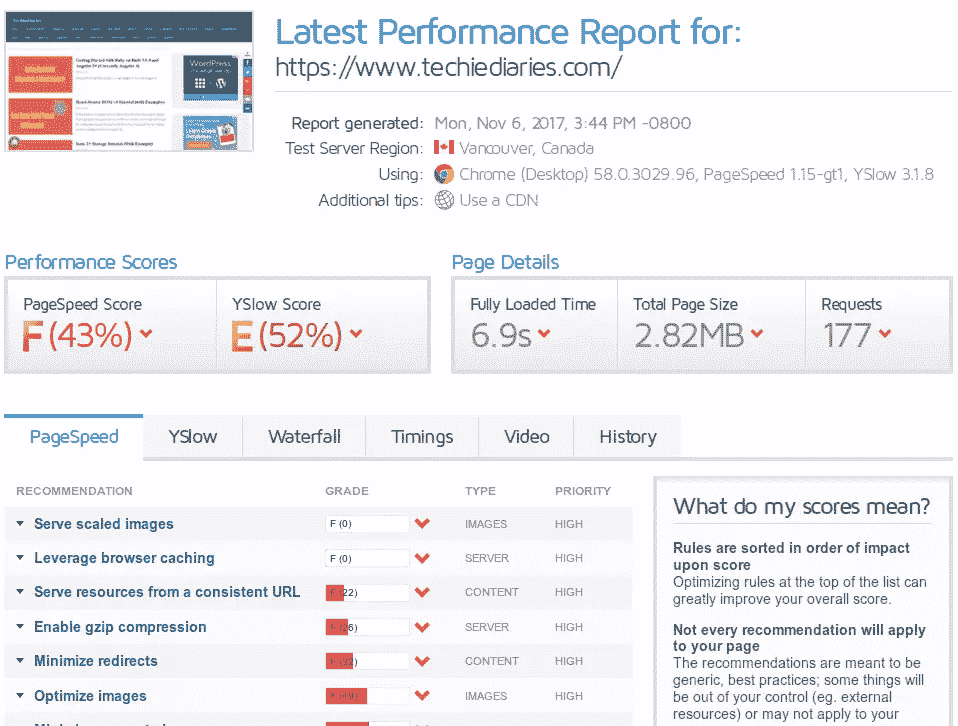 Latest Performance Report for:
https://www.techiediaries.com/
Report generated: Mon, Nov 6, 2017, 3:44 PM -0800
Test Server Region: Vancouver, Canada
Using: Chrome (Desktop) 58.0.3029.96, PageSpeed 1.15-gt1, YSlow 3.1.8
Additional tips: Use a CDN
WordPress
Performance Scores
Page Details
PageSpeed Score
YSlow Score
Fully Loaded Time
Total Page Size
Requests
F (43%)
E (52%)
6.9s
2.82MB
177
PageSpeed
YSlow
Waterfall
Timings
Video
History
RECOMMENDATION GRADE TYPE PRIORITY
Serve scaled images F (0) IMAGES HIGH
Leverage browser caching F (0) SERVER HIGH
Serve resources from a consistent URL F (22) CONTENT HIGH
Enable gzip compression F (26) SERVER HIGH
Minimize redirects CONTENT HIGH
Optimize images IMAGES HIGH
What do my scores mean?
Rules are sorted in order of impact
upon score
Optimizing rules at the top of the list can
greatly improve your overall score.
Not every recommendation will apply
to your page
The recommendations are meant to be
generic, best practices; some things will
be out of your control (eg. external
resources) or may not apply to your